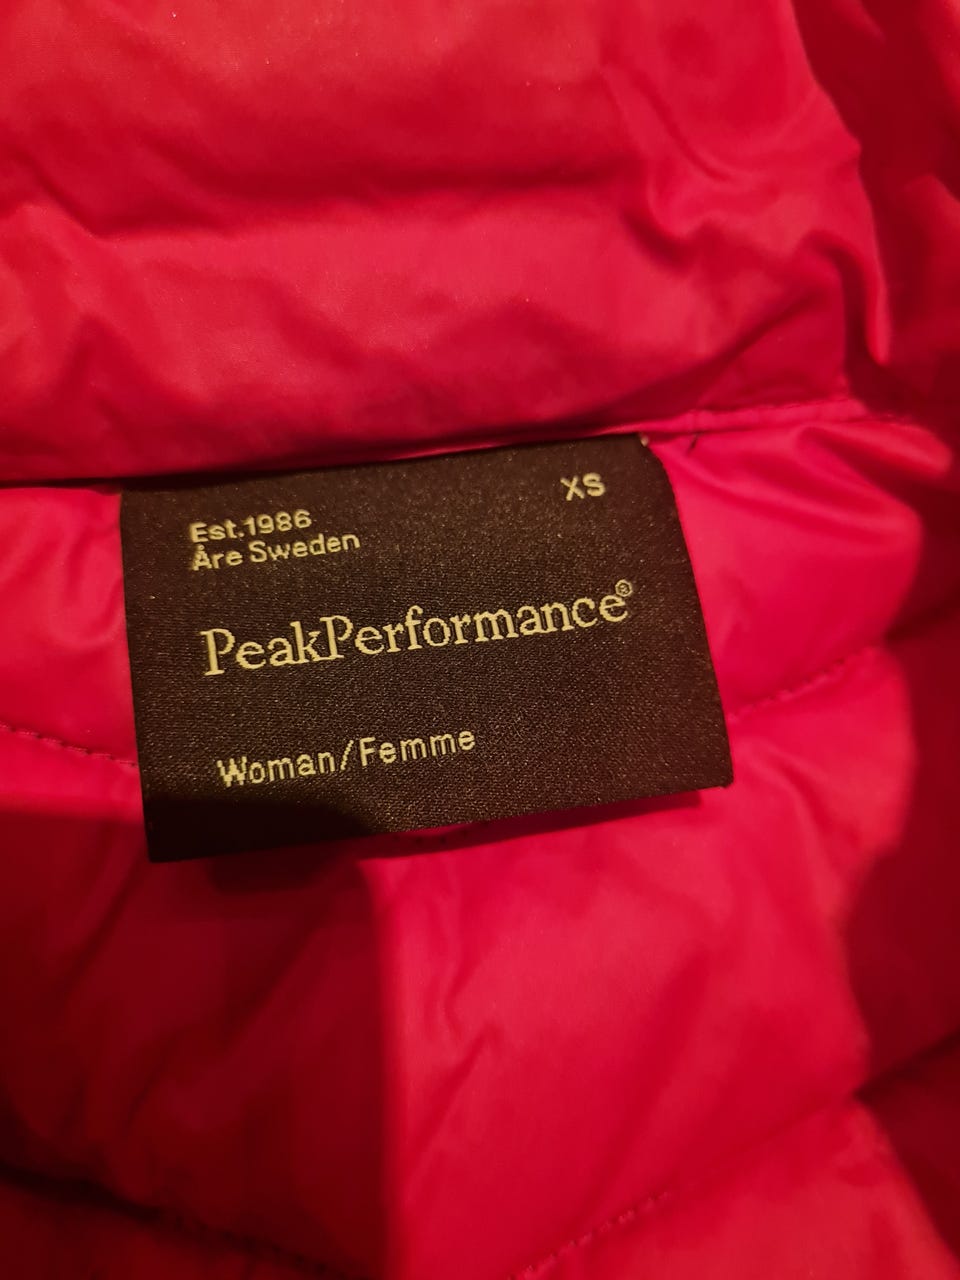 XS
Est.1986
Åre Sweden
PeakPerformance®
Woman/Femme